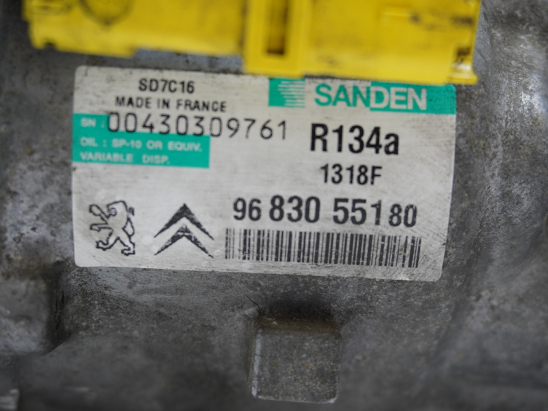 SD7C16
MADE IN FRANCE
SANDEN
SN: 00430309761
R134a
OIL : SP-10 OR EQUIV.
VARIABLE DISP.
1318F
96 830 551 80